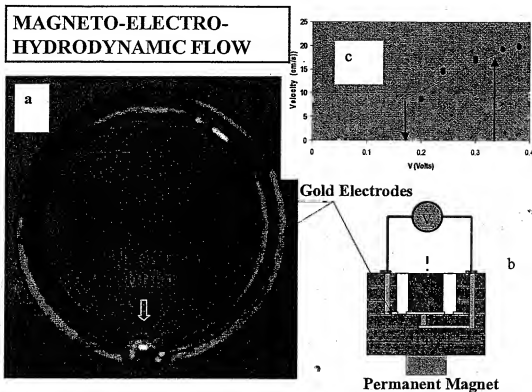 MAGNETO-ELECTRO-
HYDRODYNAMIC FLOW
a
c
Velocity (cm/s))
25
20
15
10
5
0
0
0.1
0.2
0.3
0.4
V (Volts)
Gold Electrodes
V
b
Permanent Magnet